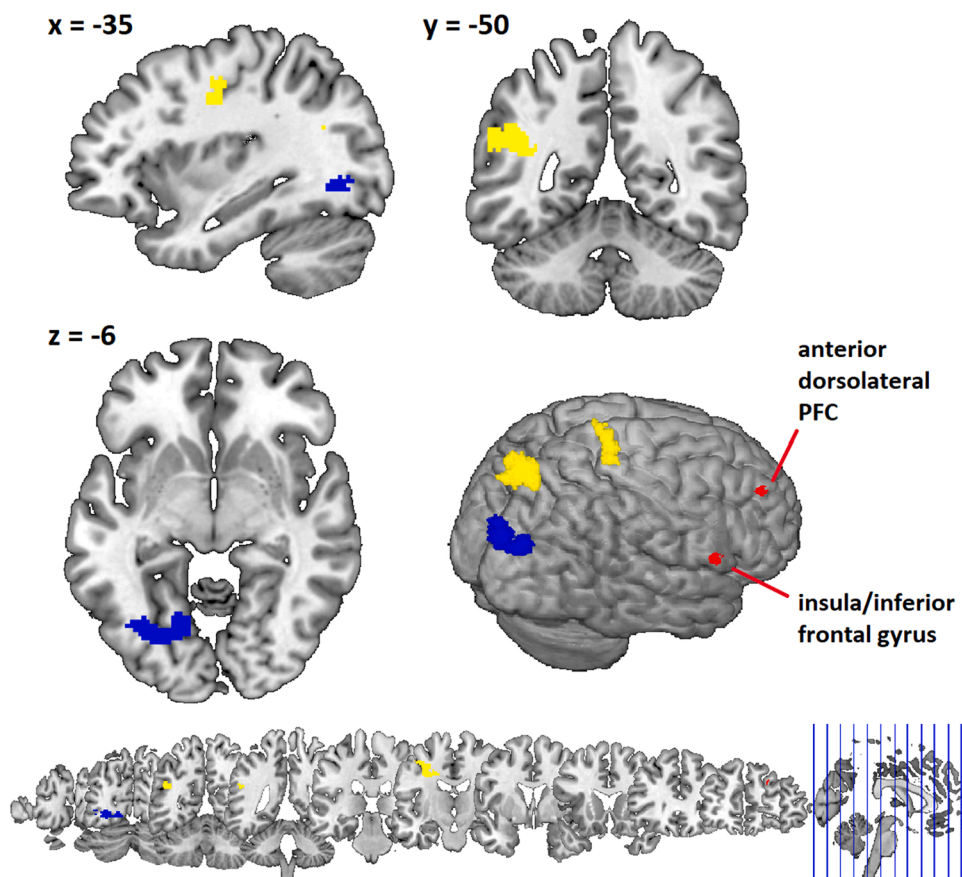 x = -35
y = -50
z = -6
anterior
dorsolateral
PFC
insula/inferior
frontal gyrus